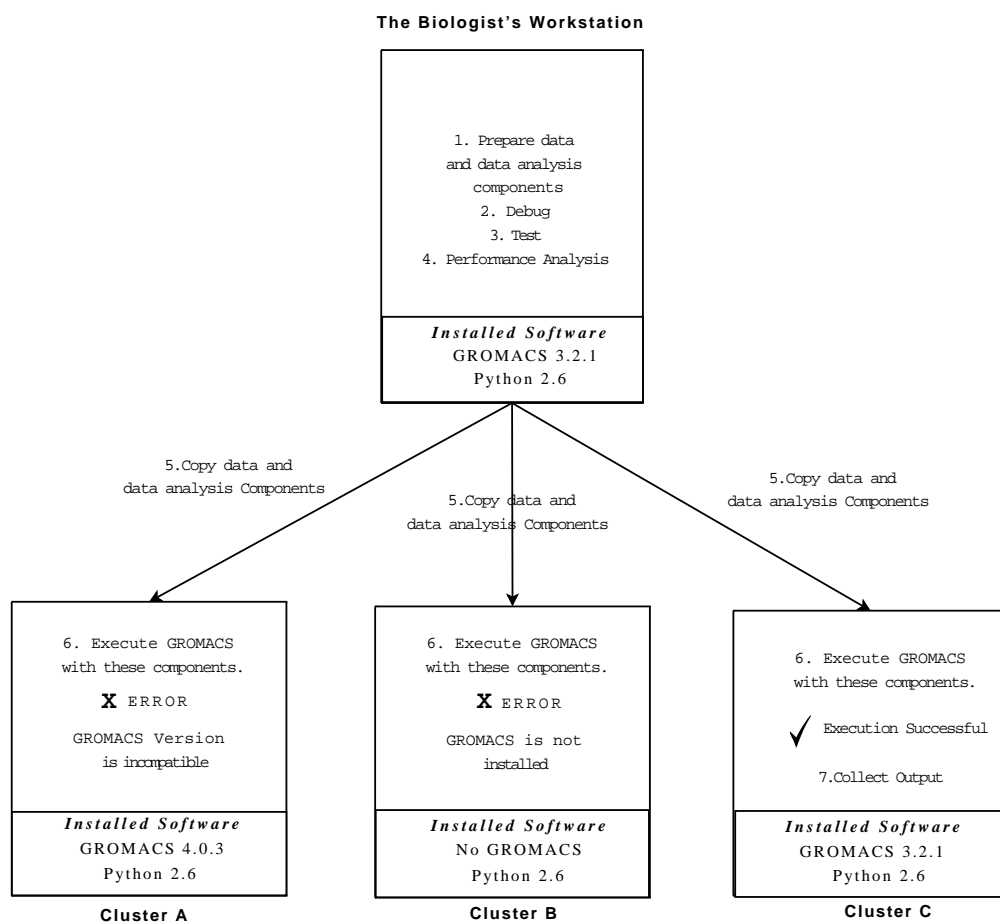 The Biologist's Workstation
1. Prepare data
and data analysis
components
2. Debug
3. Test
4. Performance Analysis
Installed Software
GROMACS 3.2.1
Python 2.6
5.Copy data and
data analysis Components
5.Copy data and
data analysis Components
5.Copy data and
data analysis Components
6. Execute GROMACS
with these components.
X ERROR
GROMACS Version
is incompatible
Installed Software
GROMACS 4.0.3
Python 2.6
Cluster A
6. Execute GROMACS
with these components.
X ERROR
GROMACS is not
installed
Installed Software
No GROMACS
Python 2.6
Cluster B
6. Execute GROMACS
with these components.
✓ Execution Successful
7.Collect Output
Installed Software
GROMACS 3.2.1
Python 2.6
Cluster C